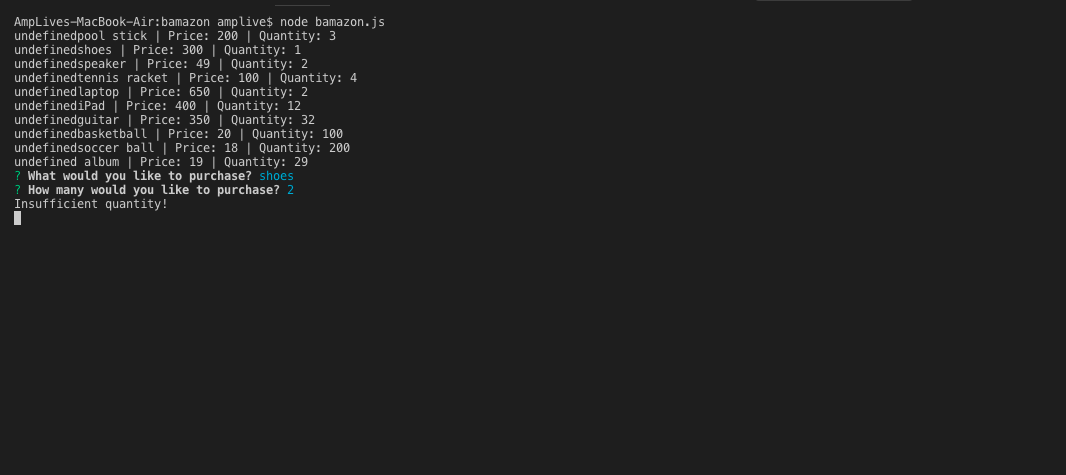 AmpLives-MacBook-Air:bamazon amplive$ node bamazon.js
undefinedpool stick | Price: 200 | Quantity: 3
undefinedshoes | Price: 300 | Quantity: 1
undefinedspeaker | Price: 49 | Quantity: 2
undefinedtennis racket | Price: 100 | Quantity: 4
undefinedlaptop | Price: 650 | Quantity: 2
undefinediPad | Price: 400 | Quantity: 12
undefinedguitar | Price: 350 | Quantity: 32
undefinedbasketball | Price: 20 | Quantity: 100
undefinedsoccer ball | Price: 18 | Quantity: 200
undefined album | Price: 19 | Quantity: 29
? What would you like to purchase? shoes
? How many would you like to purchase? 2
Insufficient quantity!